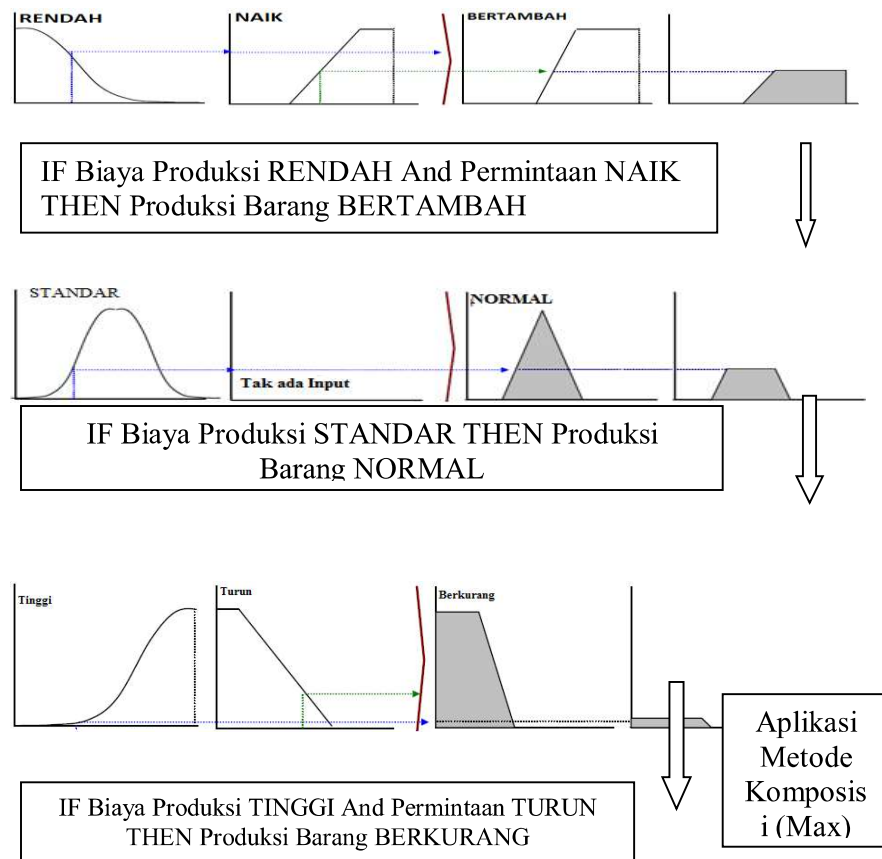 RENDAH
NAIK
BERTAMBAH
IF Biaya Produksi RENDAH And Permintaan NAIK
THEN Produksi Barang BERTAMBAH
STANDAR
Tak ada Input
NORMAL
IF Biaya Produksi STANDAR THEN Produksi
Barang NORMAL
Tinggi
Turun
Berkurang
Aplikasi
Metode
Komposis
i (Max)
IF Biaya Produksi TINGGI And Permintaan TURUN
THEN Produksi Barang BERKURANG